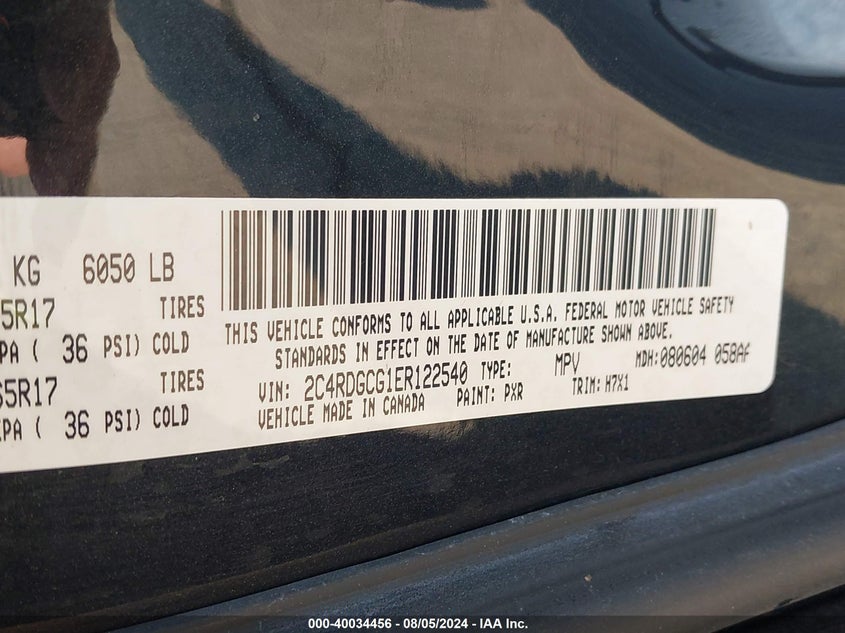 KG 6050 LB
5R17 TIRES
PA ( 36 PSI) COLD
5R17 TIRES
PA ( 36 PSI) COLD
THIS VEHICLE CONFORMS TO ALL APPLICABLE U.S.A. FEDERAL MOTOR VEHICLE SAFETY
STANDARDS IN EFFECT ON THE DATE OF MANUFACTURE SHOWN ABOVE.
VIN: 2C4RDGCG1ER122540 TYPE: MPV MDH:080604 058AF
VEHICLE MADE IN CANADA PAINT: PXR TRIM: H7X1
000-40034456 - 08/05/2024 - IAA Inc.